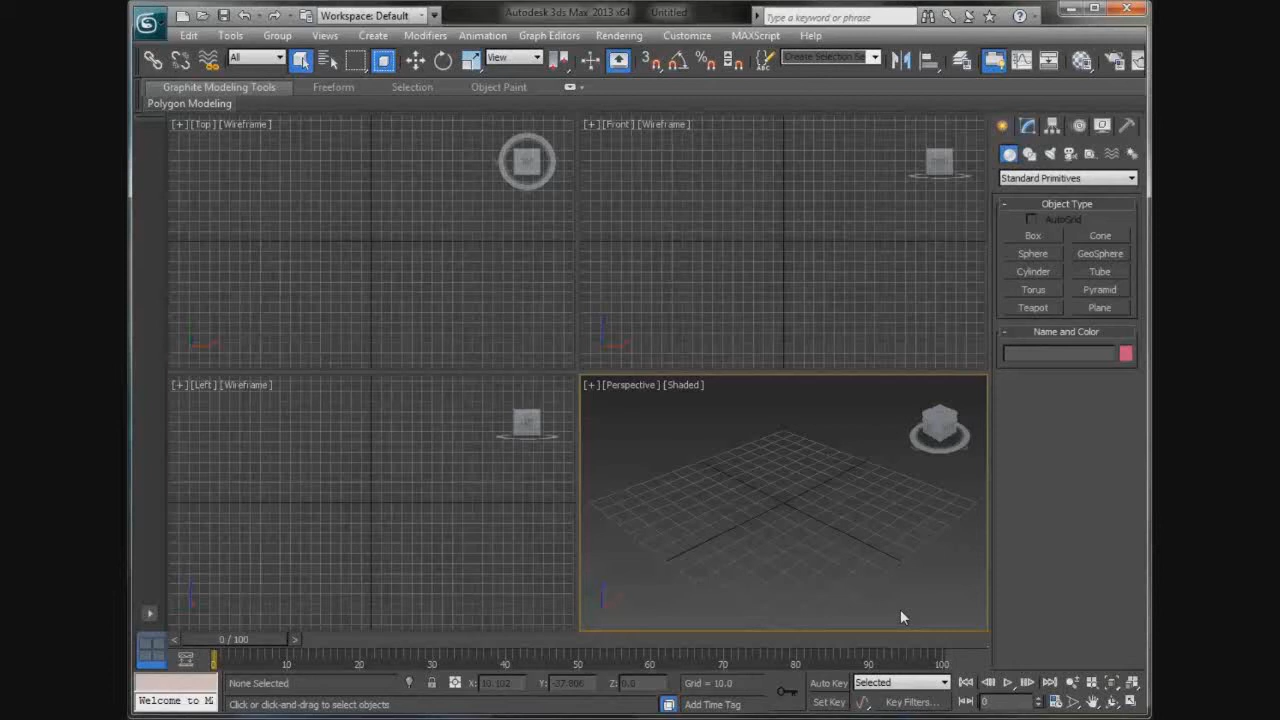 Workspace: Default
Autodesk 3ds Max 2013 x64
Untitled
Type a keyword or phrase
Edit Tools Group Views Create Modifiers Animation Graph Editors Rendering Customize MAXScript Help
All
View
Create Selection Se
Graphite Modeling Tools Freeform Selection Object Paint
Polygon Modeling
[+] [Top] [Wireframe]
[+] [Front] [Wireframe]
Standard Primitives
- Object Type
AutoGrid
Box Cone
Sphere GeoSphere
Cylinder Tube
Torus Pyramid
Teapot Plane
- Name and Color
[+] [Left] [Wireframe]
[+] [Perspective] [Shaded]
< 0 / 100 >
0 10 20 30 40 50 60 70 80 90 100
None Selected X: 10.102 Y: -37.806 Z: 0.0 Grid = 10.0 Auto Key Selected
Welcome to M Click or click-and-drag to select objects Add Time Tag Set Key Key Filters... 0